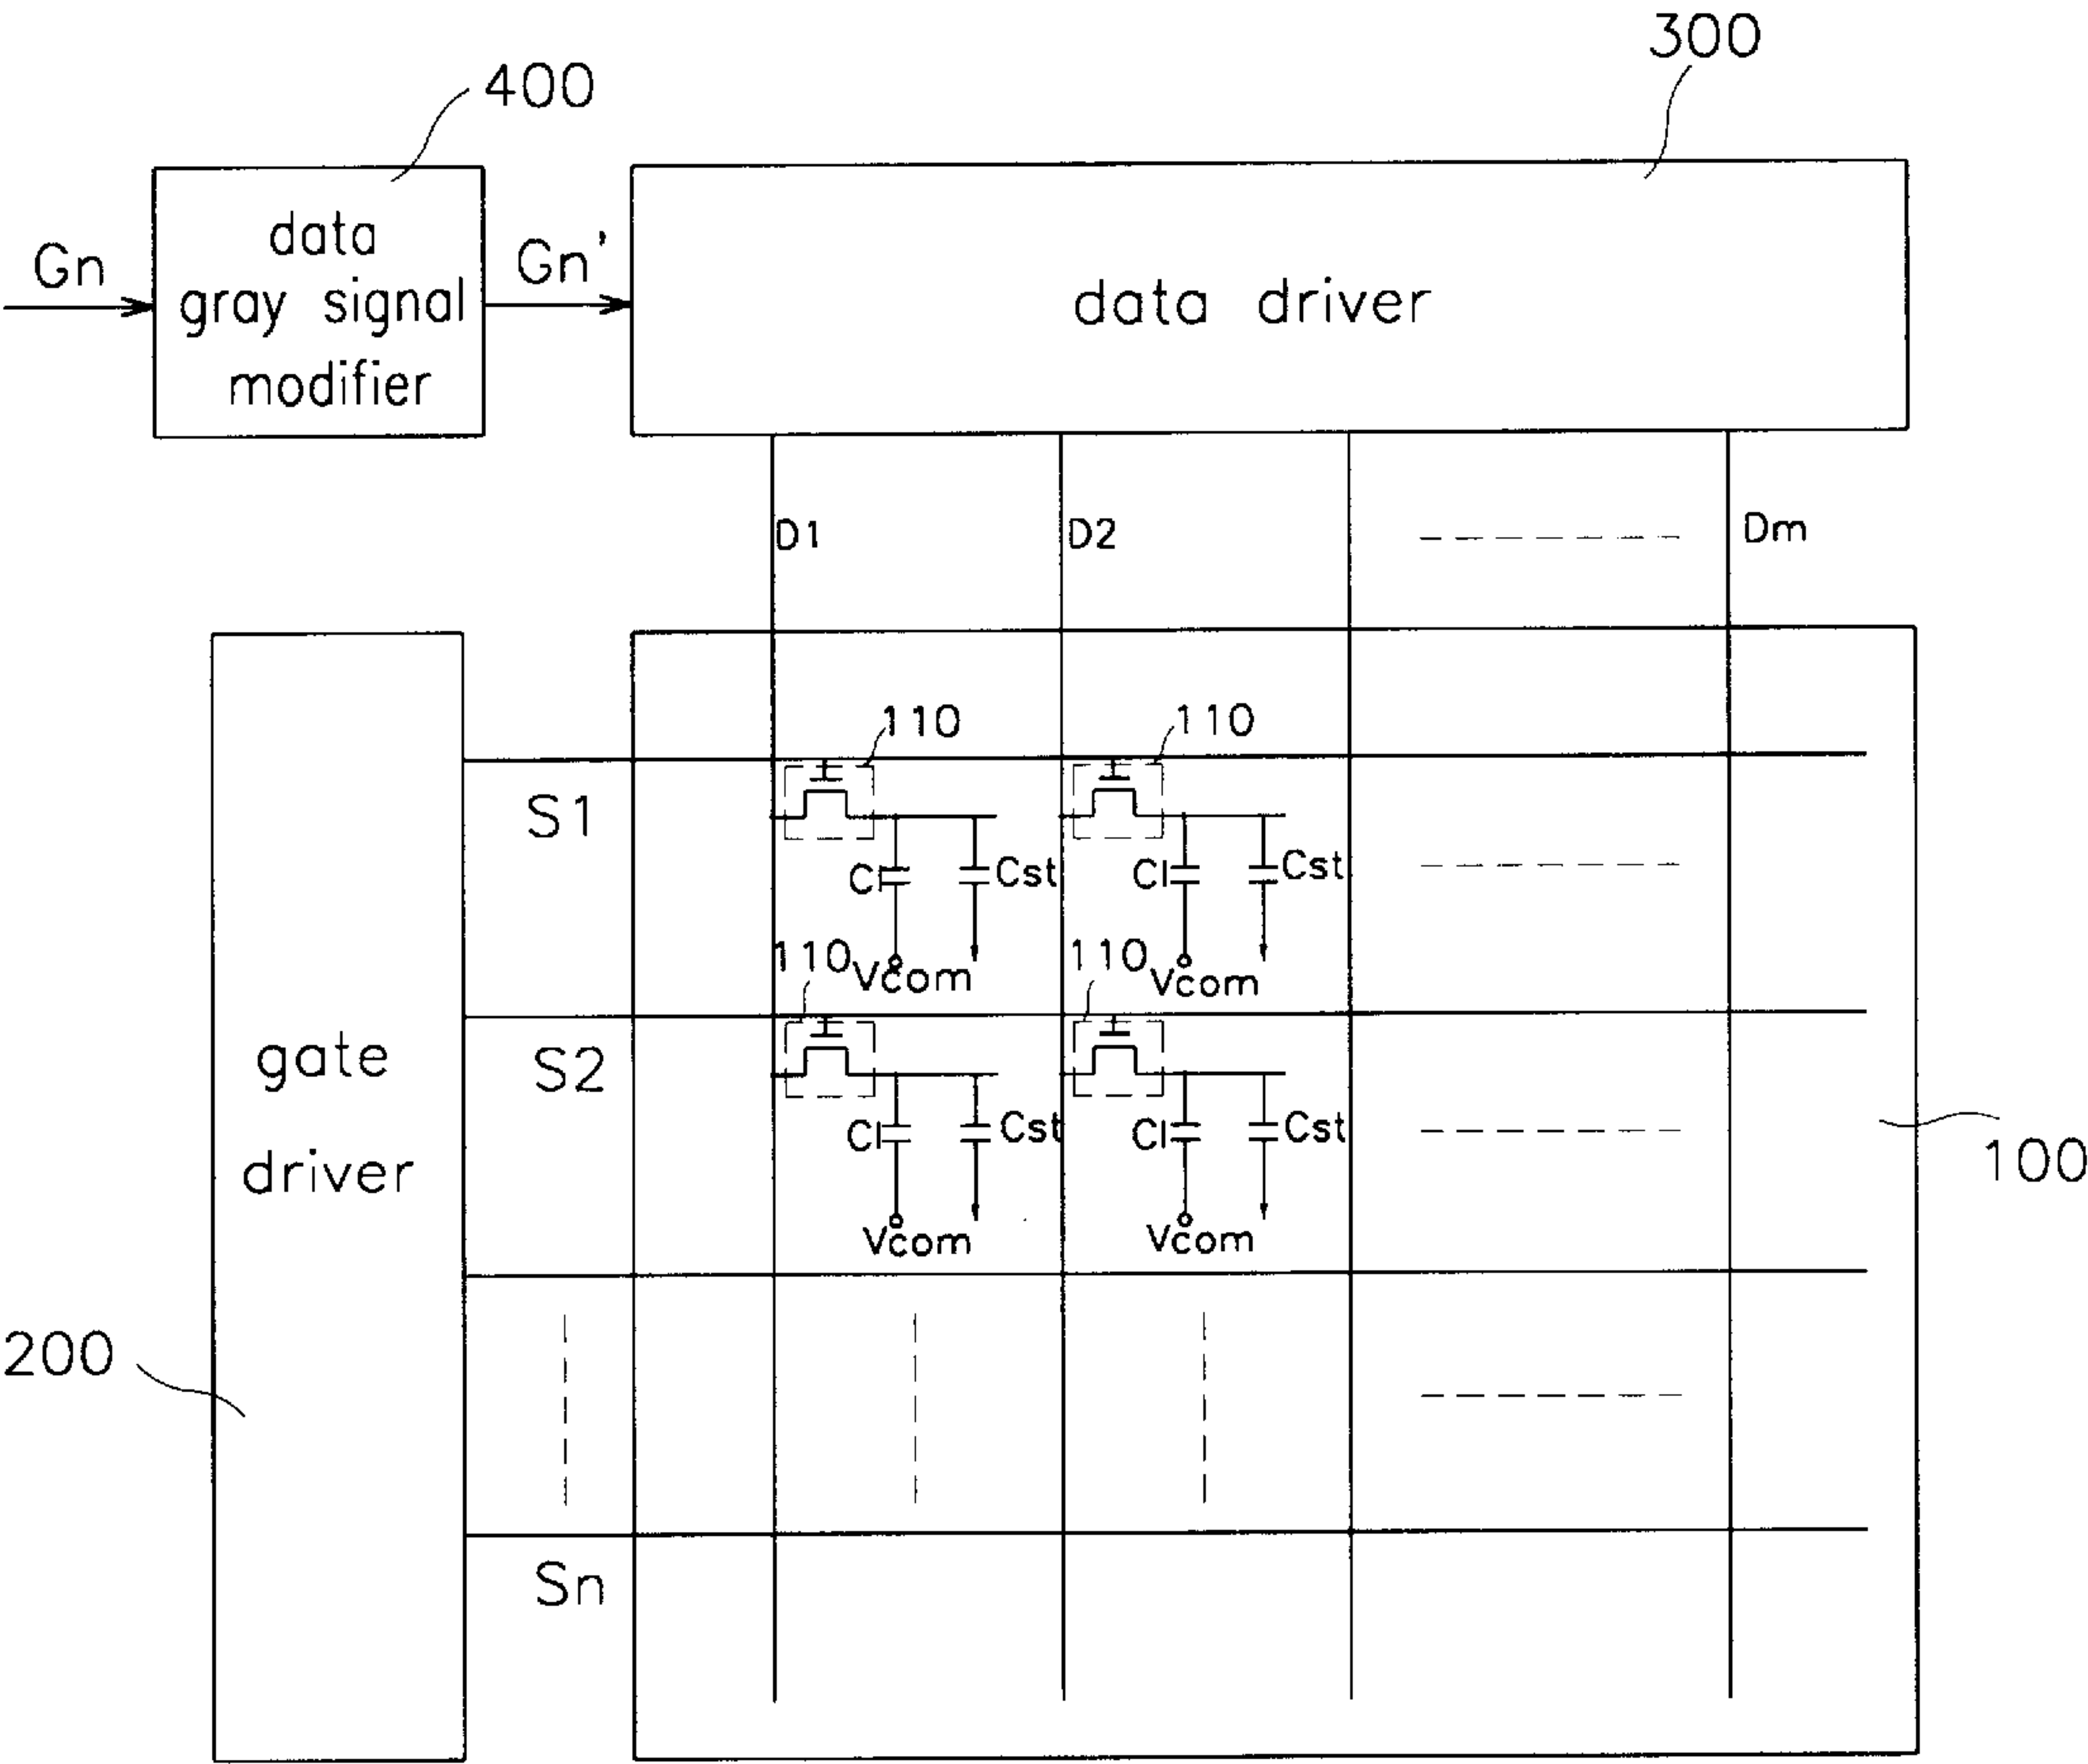 300
400
Gn
data
gray signal
modifier
Gn'
data driver
D1
D2
Dm
110
110
S1
Cl
Cst
Cl
Cst
110
Vcom
110
Vcom
gate
driver
S2
Cl
Cst
Cl
Cst
100
Vcom
Vcom
200
Sn